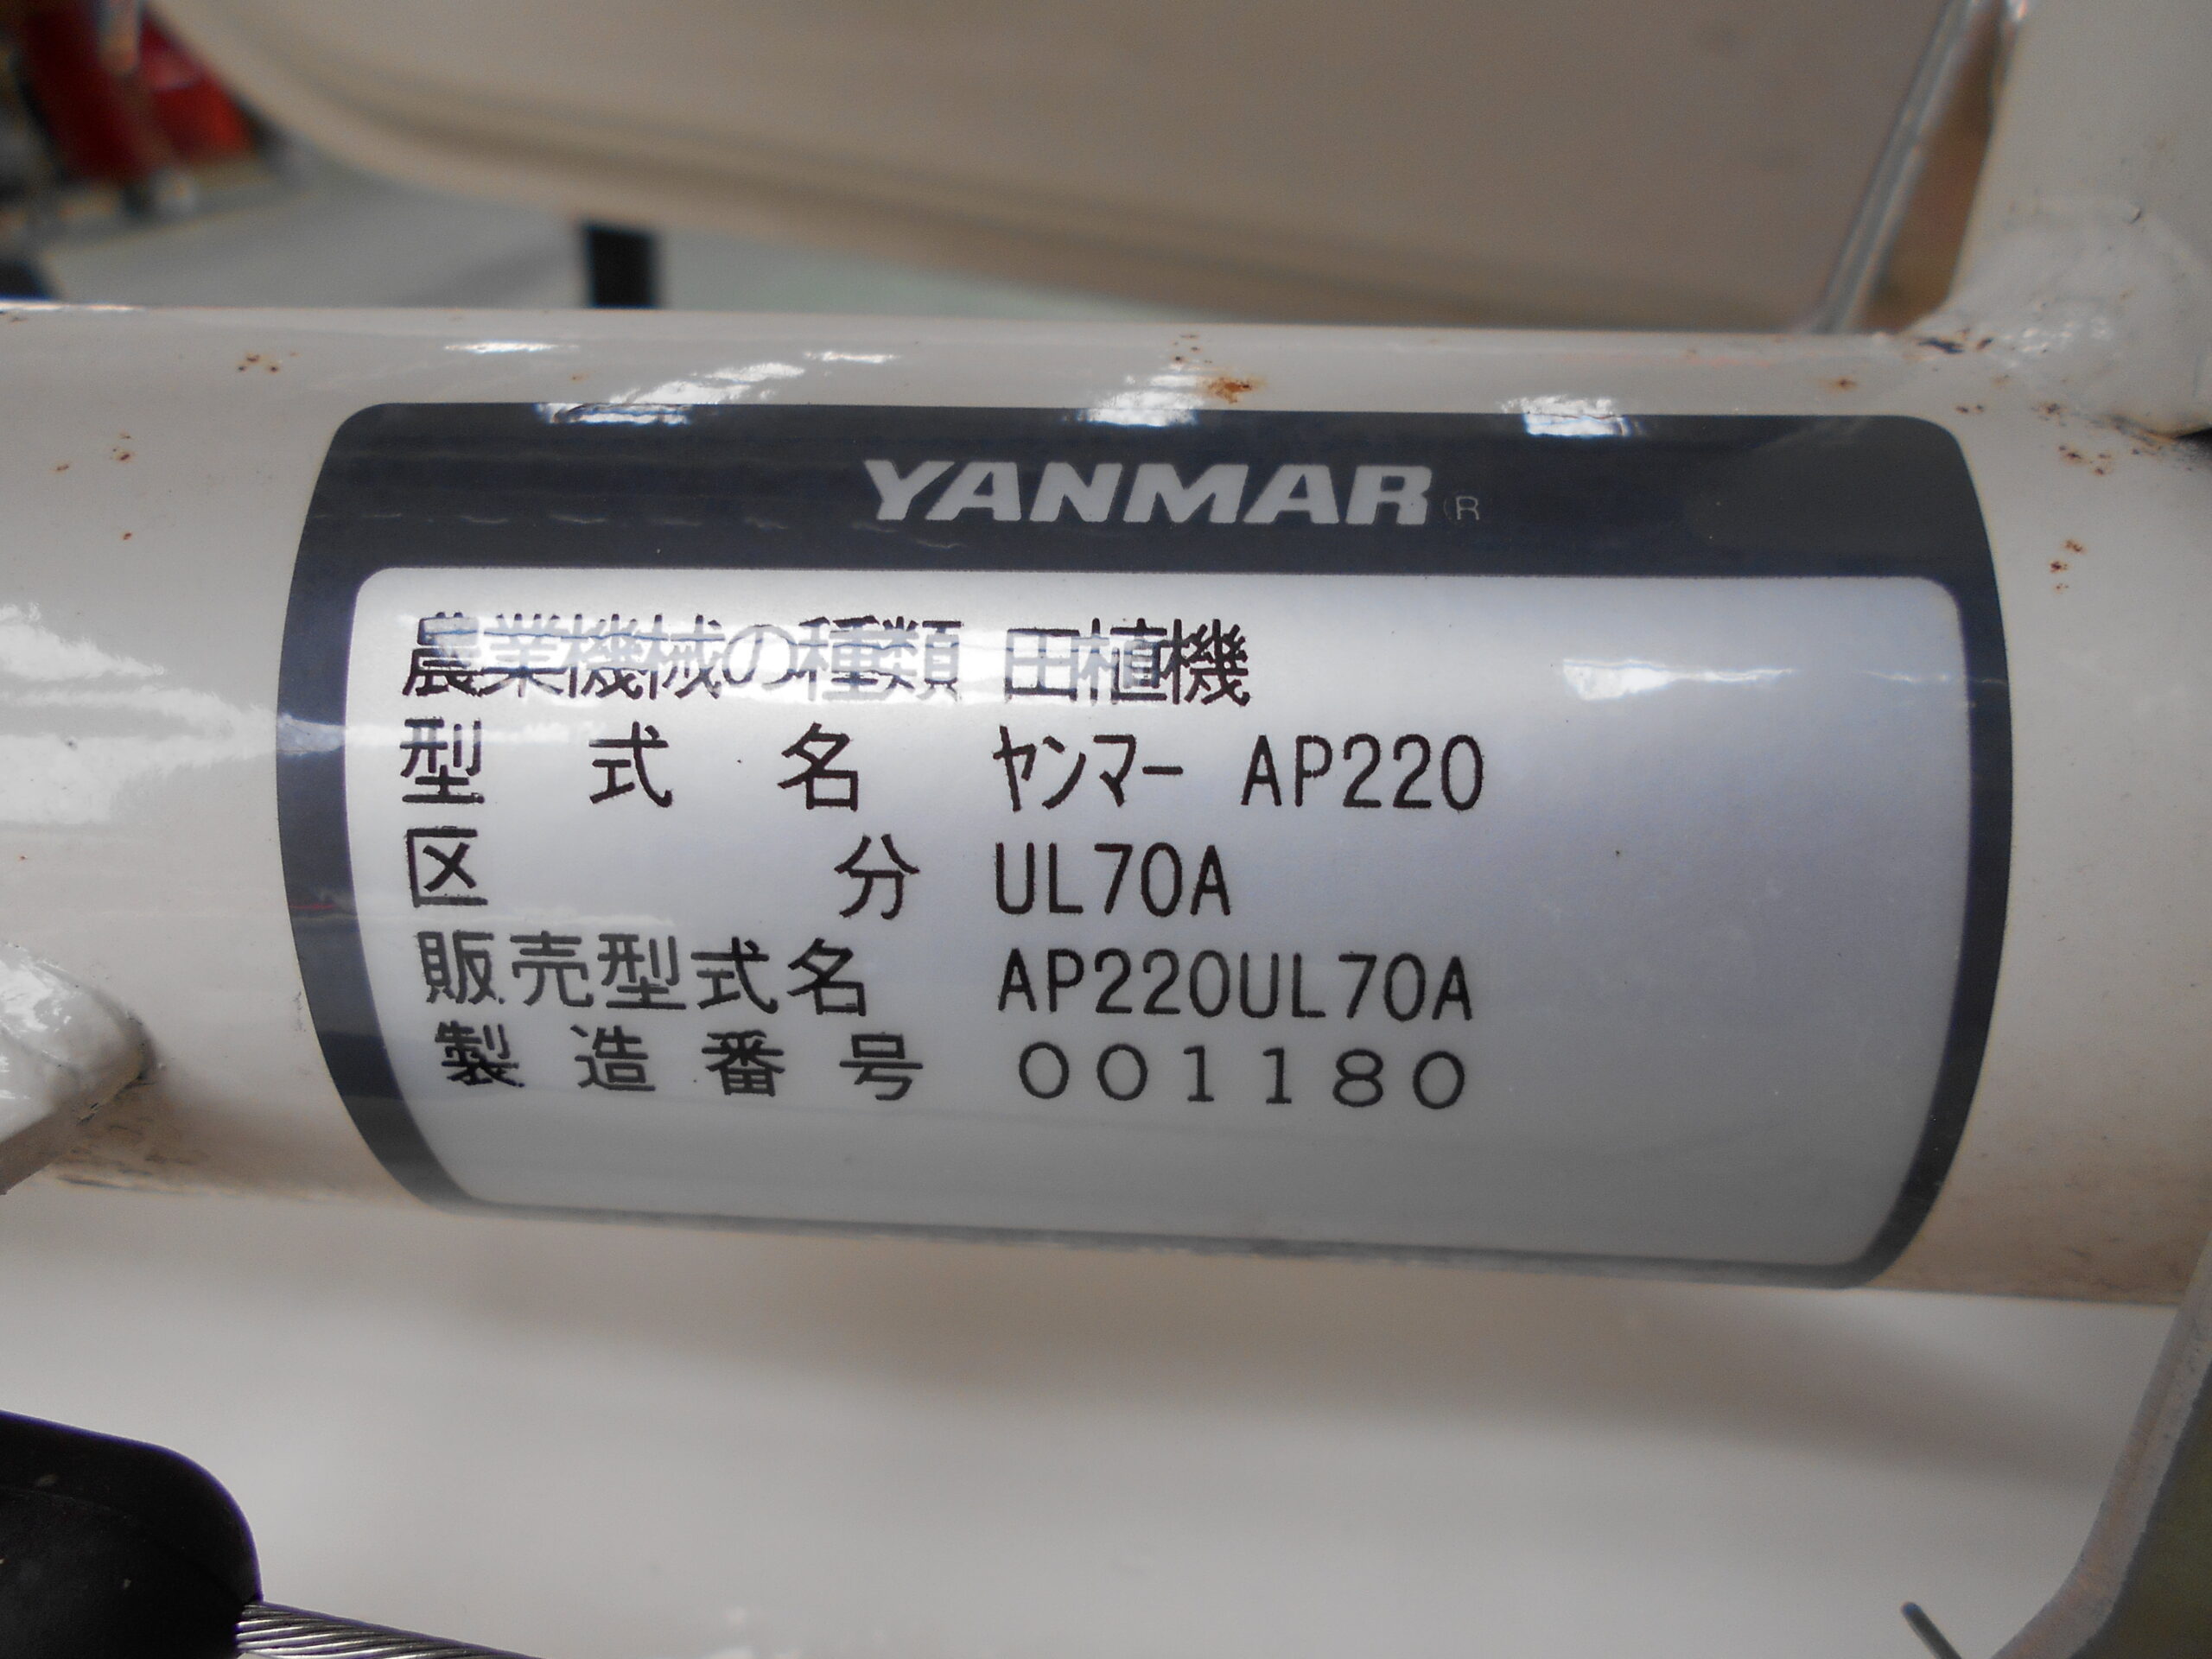 YANMAR®
農業機械の種類 田植機
型式名 ﾔﾝﾏｰ AP220
区分 UL70A
販売型式名 AP220UL70A
製造番号 001180